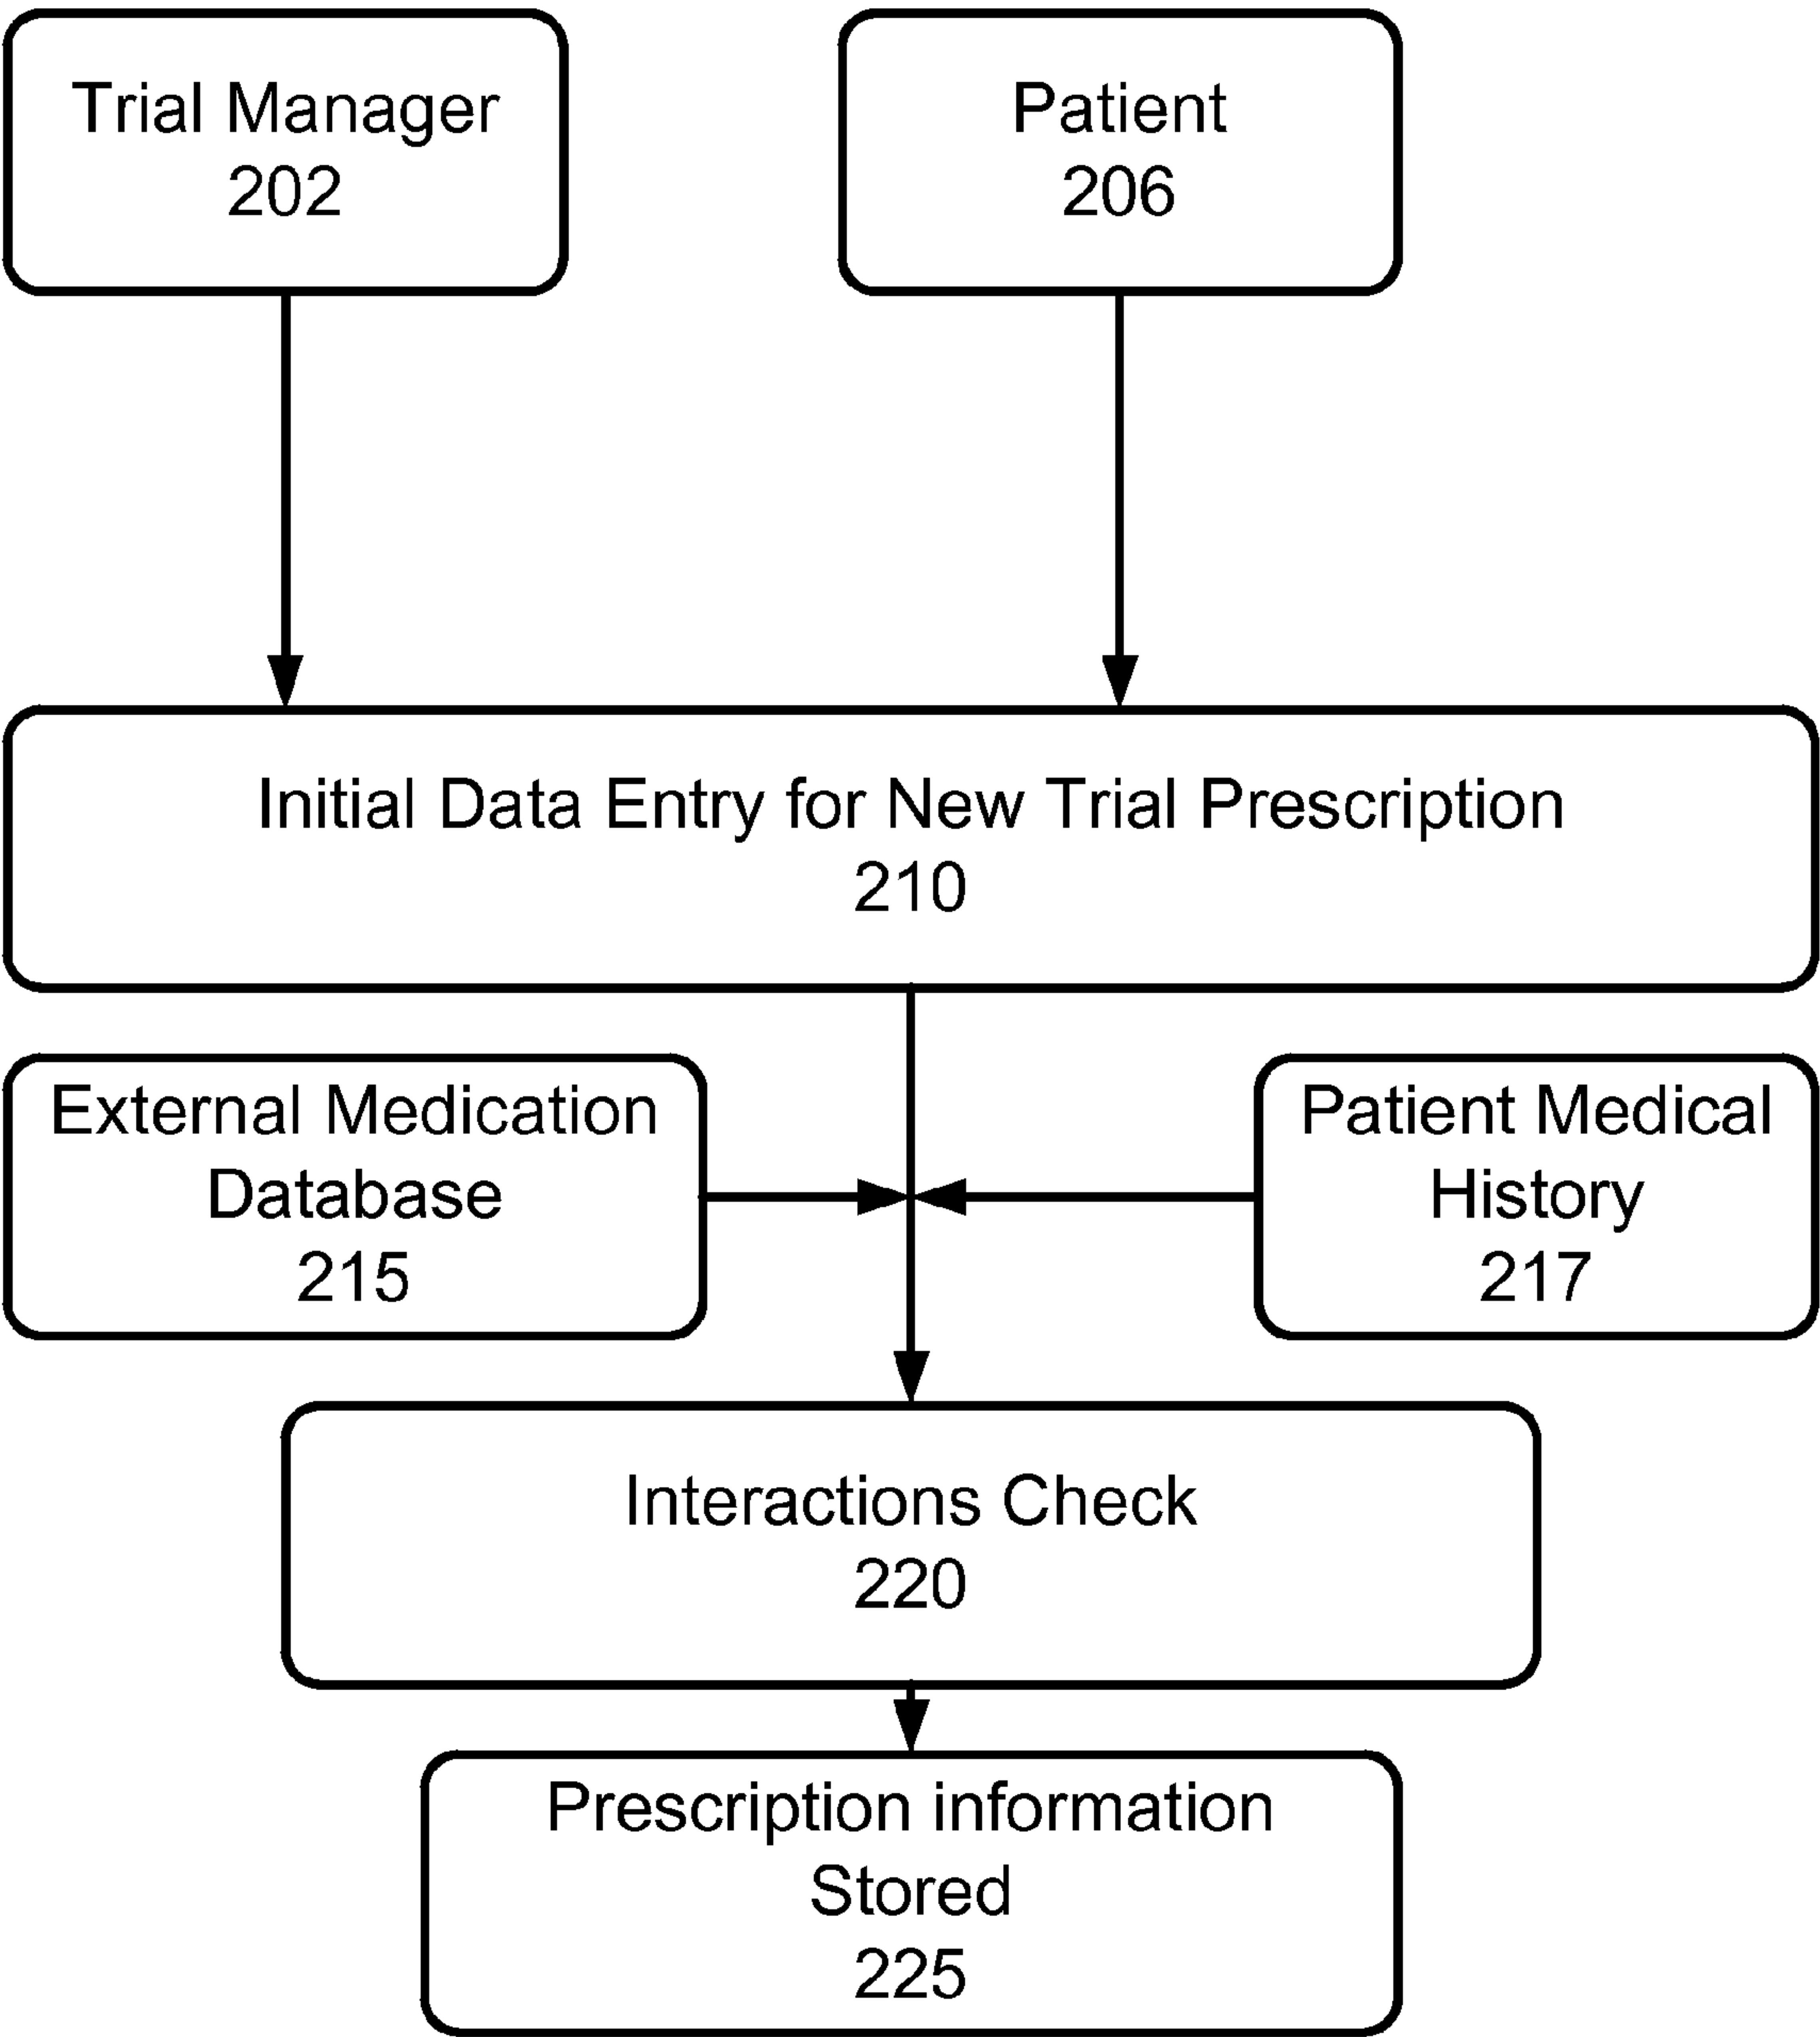 Trial Manager
202
Patient
206
Initial Data Entry for New Trial Prescription
210
External Medication
Database
215
Patient Medical
History
217
Interactions Check
220
Prescription information
Stored
225